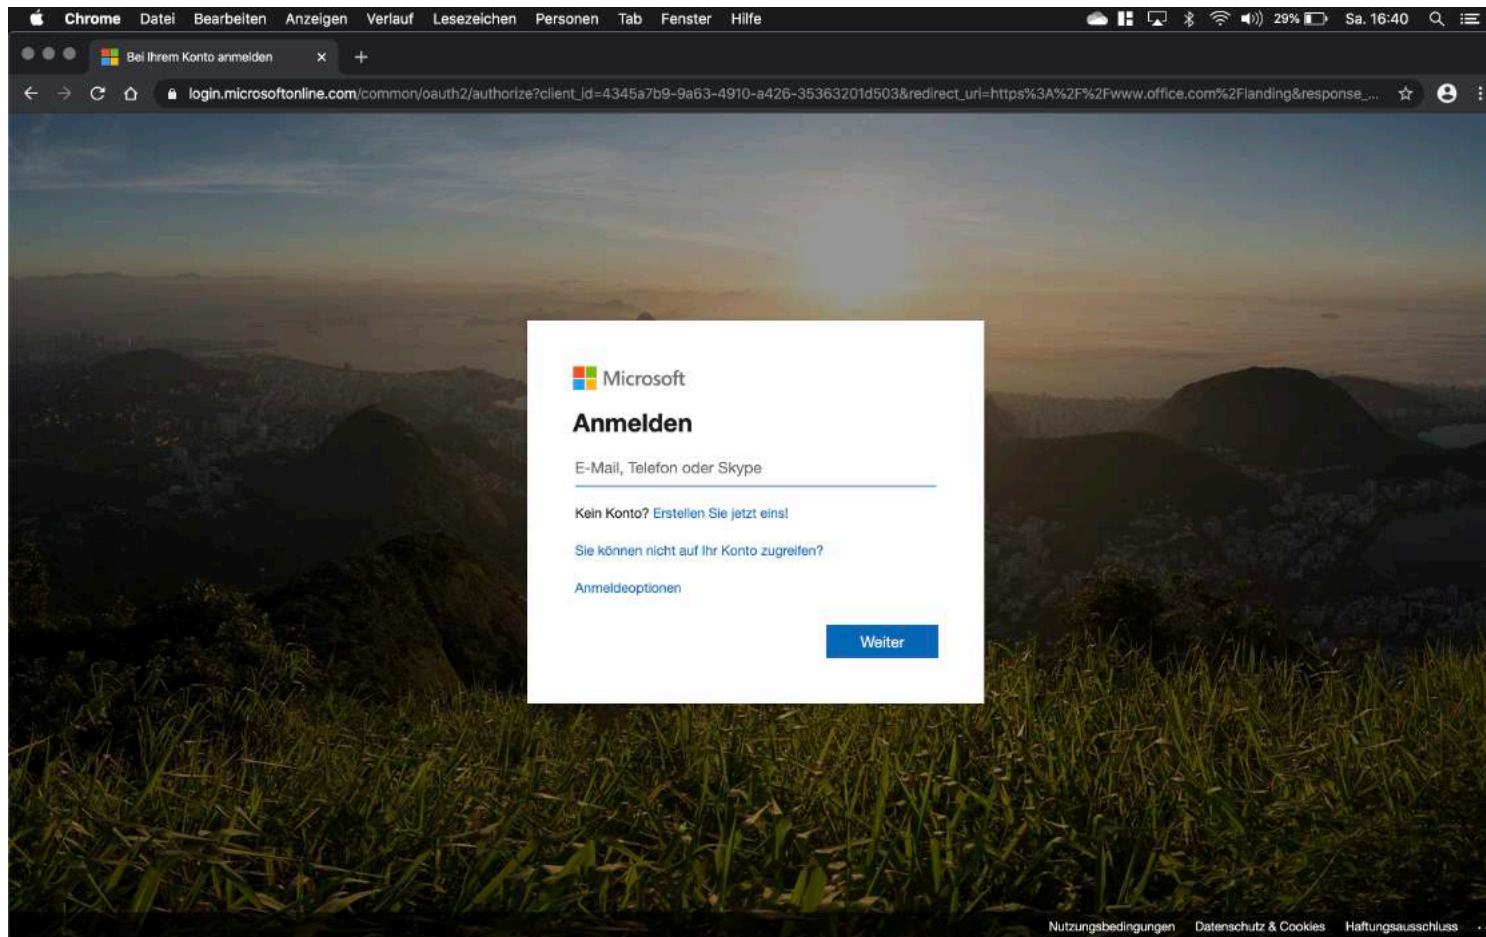 Chrome Datei Bearbeiten Anzeigen Verlauf Lesezeichen Personen Tab Fenster Hilfe 29% Sa. 16:40
Bei Ihrem Konto anmelden
login.microsoftonline.com/common/oauth2/authorize?client_id=4345a7b9-9a63-4910-a426-35363201d503&redirect_uri=https%3A%2F%2Fwww.office.com%2Flanding&response_...
Microsoft
Anmelden
E-Mail, Telefon oder Skype
Kein Konto? Erstellen Sie jetzt eins!
Sie können nicht auf Ihr Konto zugreifen?
Anmeldeoptionen
Weiter
Nutzungsbedingungen Datenschutz & Cookies Haftungsausschluss